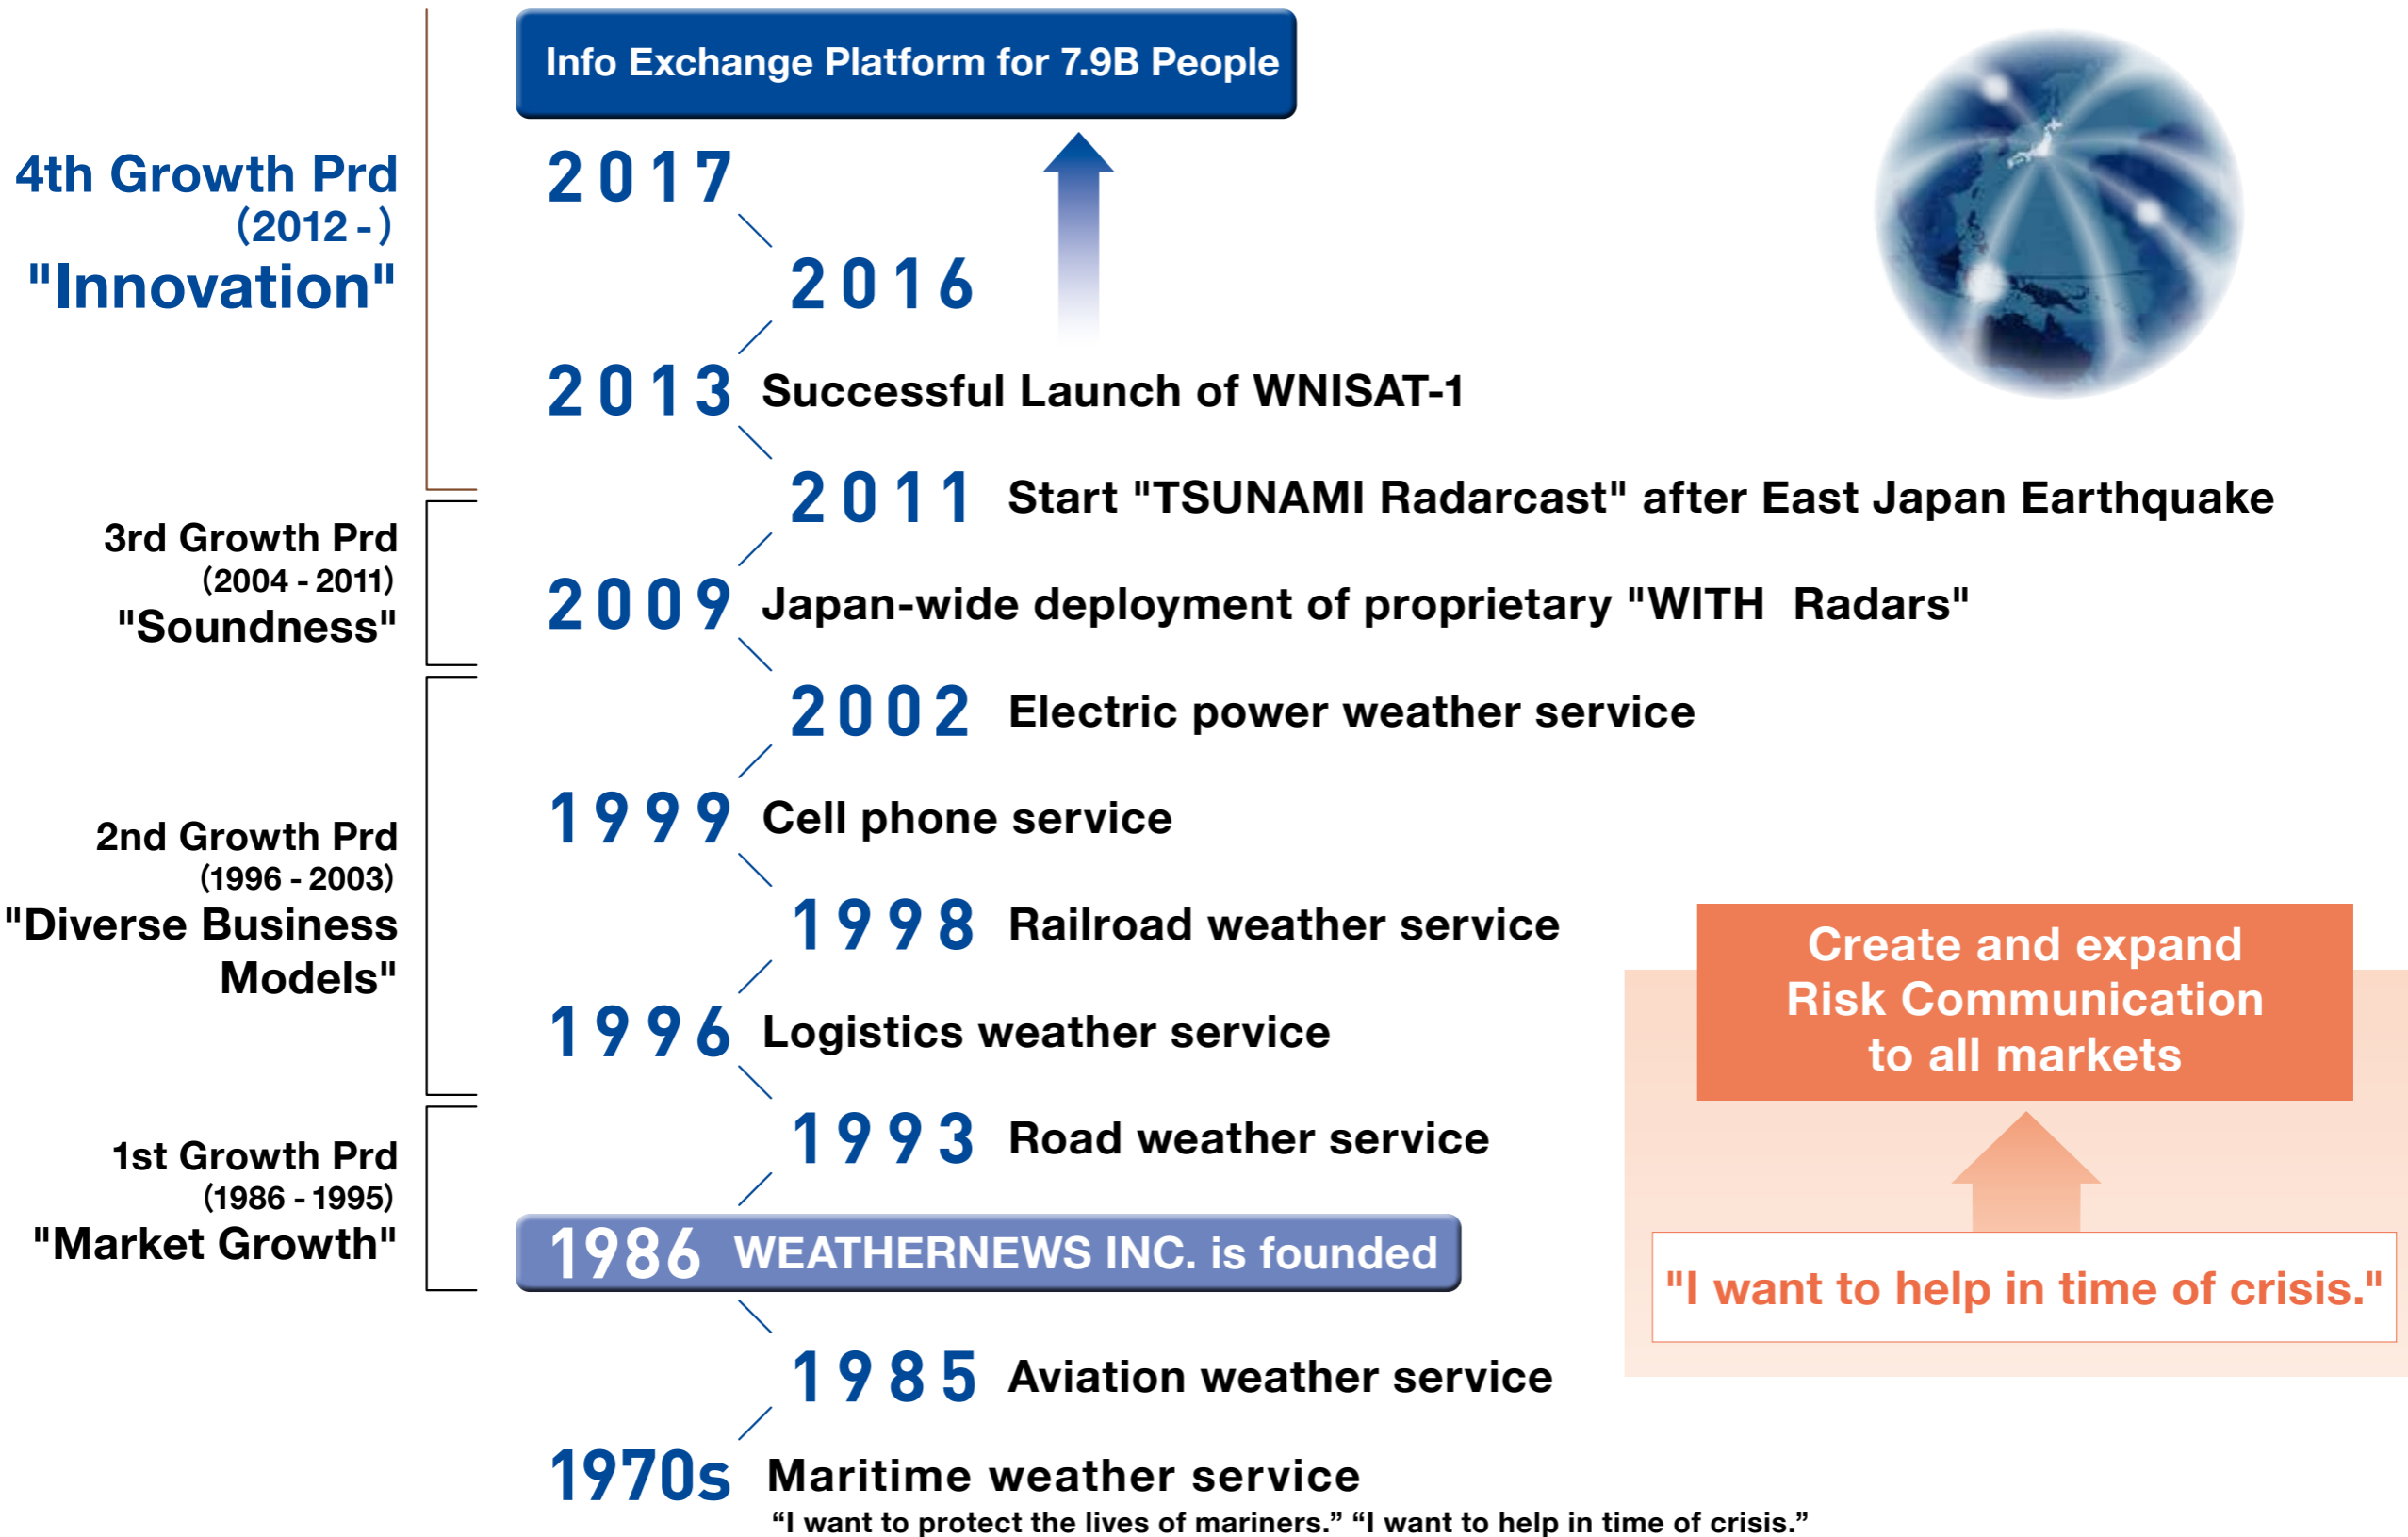 Info Exchange Platform for 7.9B People
4th Growth Prd
(2012 - )
"Innovation"
2017
2016
2013 Successful Launch of WNISAT-1
2011 Start "TSUNAMI Radarcast" after East Japan Earthquake
3rd Growth Prd
(2004 - 2011)
"Soundness"
2009 Japan-wide deployment of proprietary "WITH Radars"
2002 Electric power weather service
2nd Growth Prd
(1996 - 2003)
"Diverse Business
Models"
1999 Cell phone service
1998 Railroad weather service
1996 Logistics weather service
1st Growth Prd
(1986 - 1995)
"Market Growth"
1993 Road weather service
1986 WEATHERNEWS INC. is founded
1985 Aviation weather service
1970s Maritime weather service
“I want to protect the lives of mariners.” “I want to help in time of crisis.”
Create and expand
Risk Communication
to all markets
"I want to help in time of crisis."